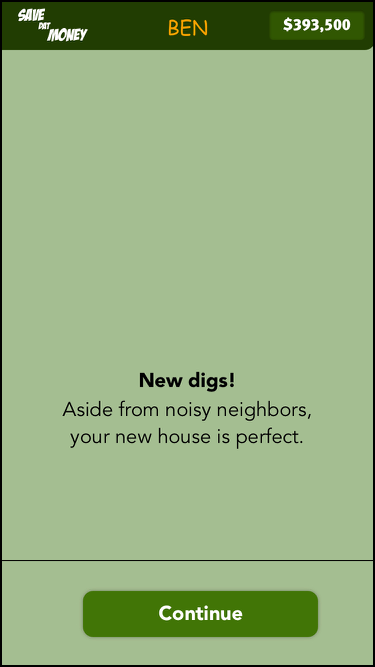 SAVE
DAT
MONEY
BEN
$393,500
New digs!
Aside from noisy neighbors,
your new house is perfect.
Continue